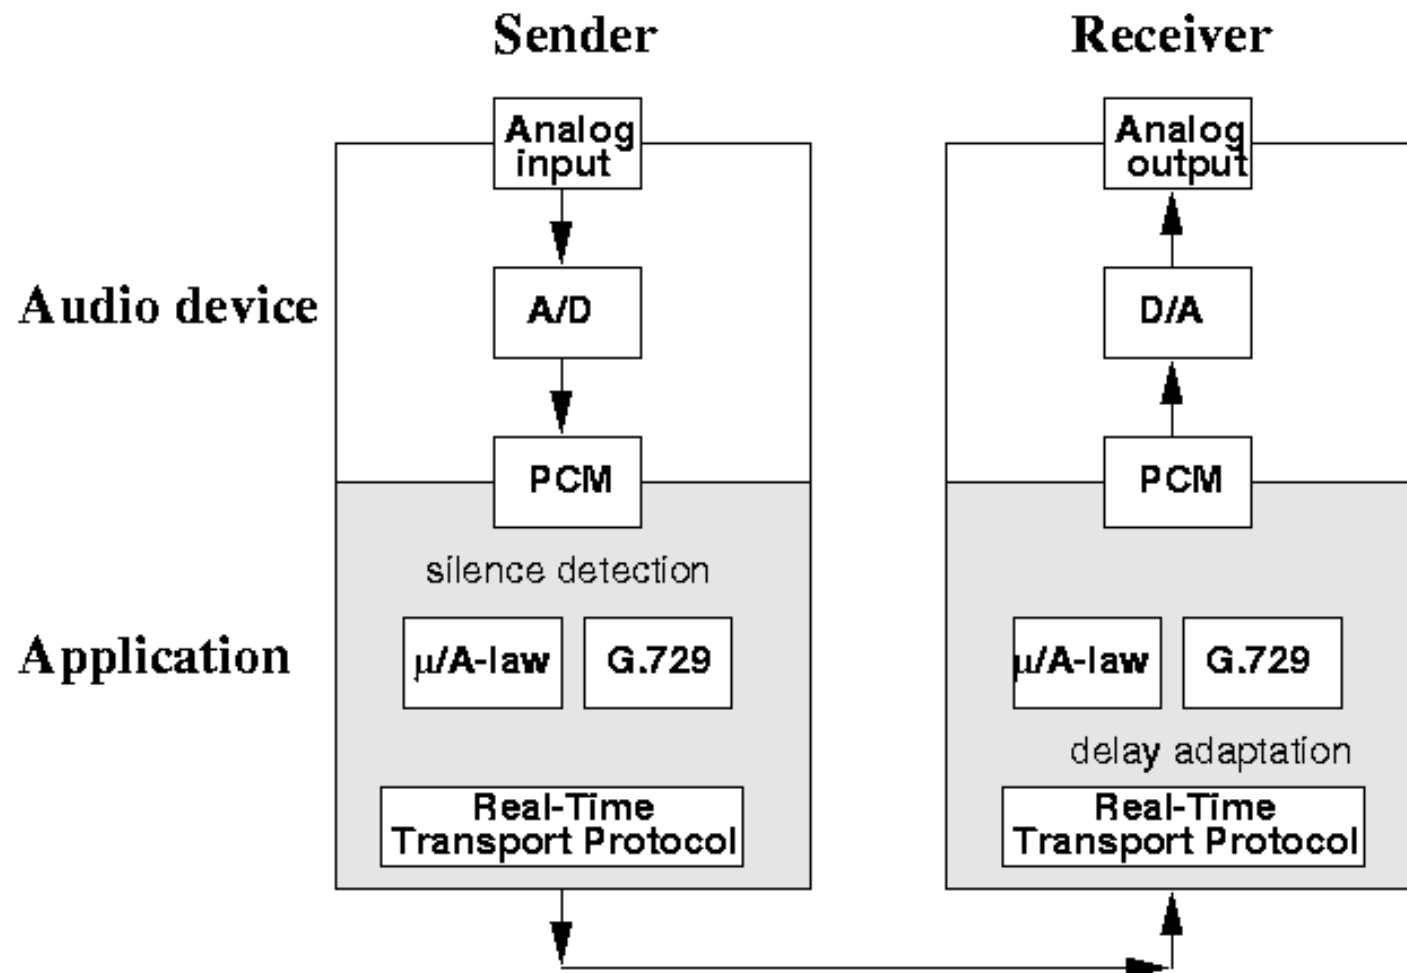 Sender
Receiver
Analog
input
Analog
output
Audio device
A/D
D/A
PCM
PCM
silence detection
Application
μ/A-law
G.729
μ/A-law
G.729
delay adaptation
Real-Time
Transport Protocol
Real-Time
Transport Protocol